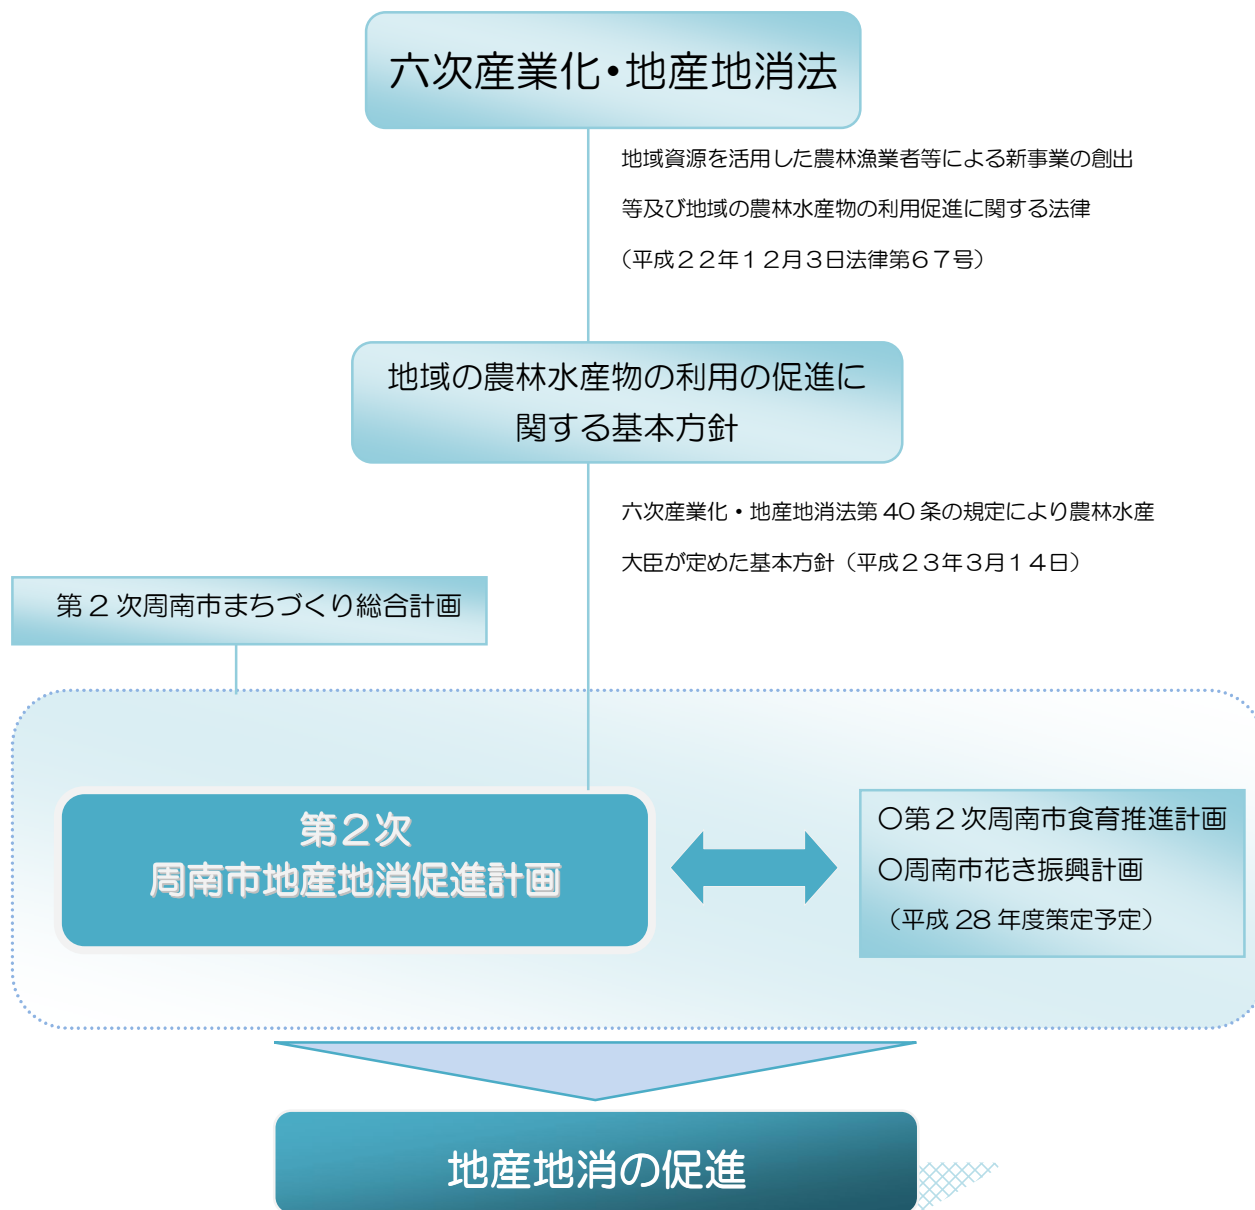 六次産業化・地産地消法
地域資源を活用した農林漁業者等による新事業の創出
等及び地域の農林水産物の利用促進に関する法律
（平成２２年１２月３日法律第６７号）
地域の農林水産物の利用の促進に
関する基本方針
六次産業化・地産地消法第 40 条の規定により農林水産
大臣が定めた基本方針（平成２３年３月１４日）
第 2 次周南市まちづくり総合計画
第２次
周南市地産地消促進計画
〇第 2 次周南市食育推進計画
〇周南市花き振興計画
（平成 28 年度策定予定）
地産地消の促進